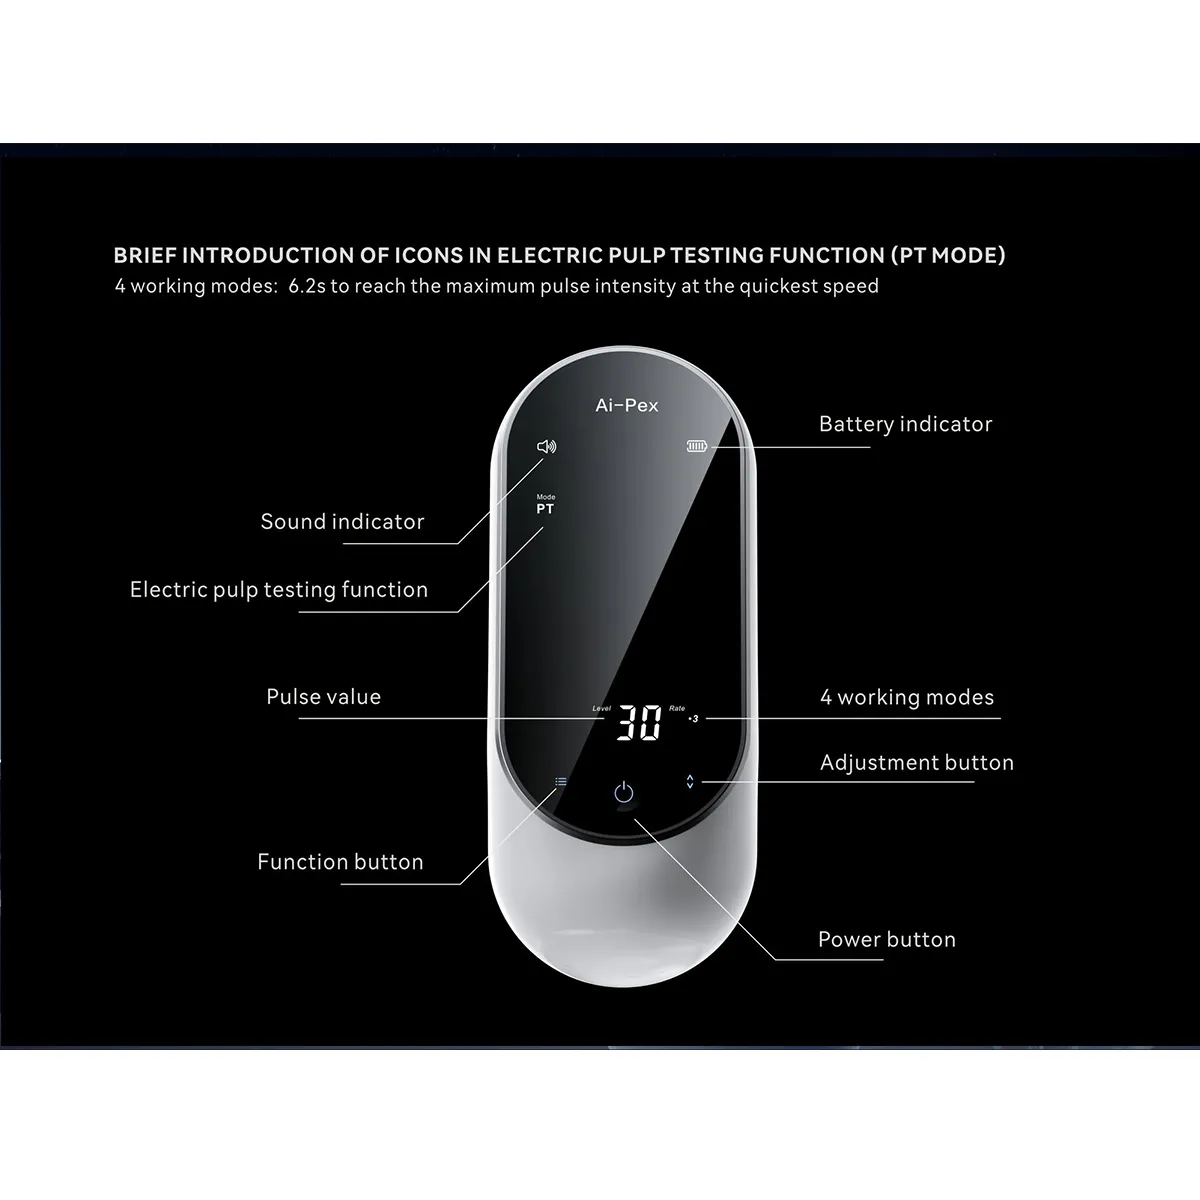 BRIEF INTRODUCTION OF ICONS IN ELECTRIC PULP TESTING FUNCTION (PT MODE)
4 working modes: 6.2s to reach the maximum pulse intensity at the quickest speed
Ai-Pex
Battery indicator
Mode
PT
Sound indicator
Electric pulp testing function
Pulse value
4 working modes
Level 30 Rate •3
Adjustment button
Function button
Power button